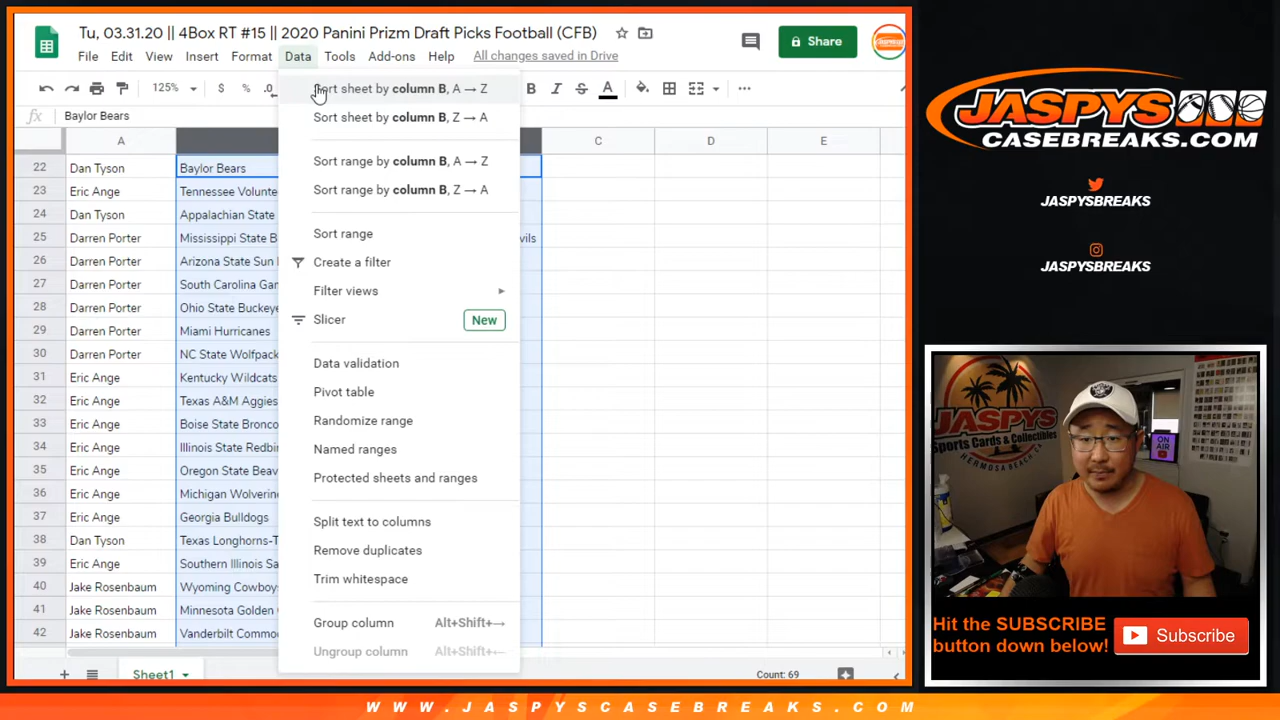 Tu, 03.31.20 || 4Box RT #15 || 2020 Panini Prizm Draft Picks Football (CFB)
File Edit View Insert Format Data Tools Add-ons Help All changes saved in Drive
Share
125% $ % .0 B I A
fx Baylor Bears
A C D E
22 Dan Tyson Baylor Bears
23 Eric Ange Tennessee Volunte
24 Dan Tyson Appalachian State
25 Darren Porter Mississippi State B vils
26 Darren Porter Arizona State Sun
27 Darren Porter South Carolina Gam
28 Darren Porter Ohio State Buckeye
29 Darren Porter Miami Hurricanes
30 Darren Porter NC State Wolfpack
31 Eric Ange Kentucky Wildcats
32 Eric Ange Texas A&M Aggies
33 Eric Ange Boise State Bronco
34 Eric Ange Illinois State Redbir
35 Eric Ange Oregon State Beav
36 Eric Ange Michigan Wolverin
37 Eric Ange Georgia Bulldogs
38 Dan Tyson Texas Longhorns-T
39 Eric Ange Southern Illinois Sa
40 Jake Rosenbaum Wyoming Cowboy
41 Jake Rosenbaum Minnesota Golden
42 Jake Rosenbaum Vanderbilt Commo
Sort sheet by column B, A → Z
Sort sheet by column B, Z → A
Sort range by column B, A → Z
Sort range by column B, Z → A
Sort range
Create a filter
Filter views
Slicer New
Data validation
Pivot table
Randomize range
Named ranges
Protected sheets and ranges
Split text to columns
Remove duplicates
Trim whitespace
Group column Alt+Shift+→
Ungroup column Alt+Shift+←
Sheet1
Count: 69
JASPYS
CASEBREAKS.COM
JASPYSBREAKS
JASPYSBREAKS
JASPYS
Sports Cards & Collectibles
HERMOSA BEACH, CA
ON AIR
Hit the SUBSCRIBE
button down below!
Subscribe
WWW.JASPYSCASEBREAKS.COM